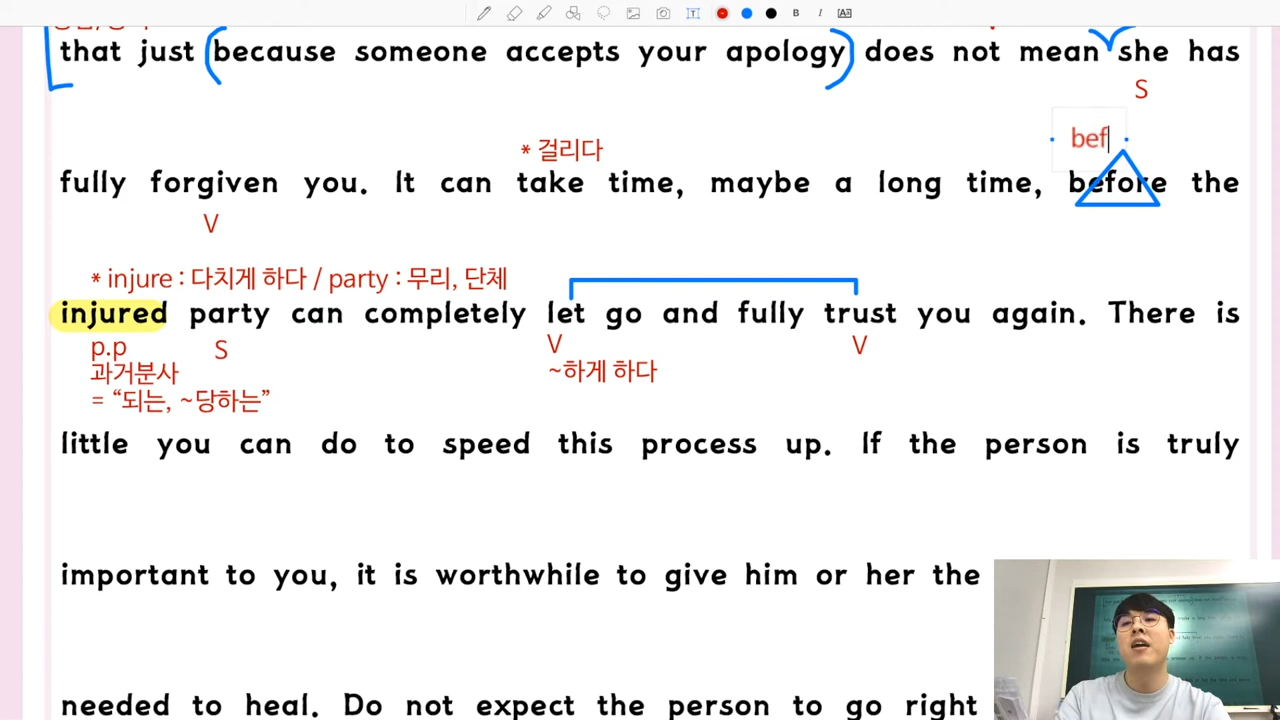 that just (because someone accepts your apology) does not mean she has
S
bef
* 걸리다
fully forgiven you. It can take time, maybe a long time, before the
V
* injure : 다치게 하다 / party : 무리, 단체
injured party can completely let go and fully trust you again. There is
p.p S V V
과거분사 ~하게 하다
= “되는, ~당하는”
little you can do to speed this process up. If the person is truly
important to you, it is worthwhile to give him or her the
needed to heal. Do not expect the person to go right